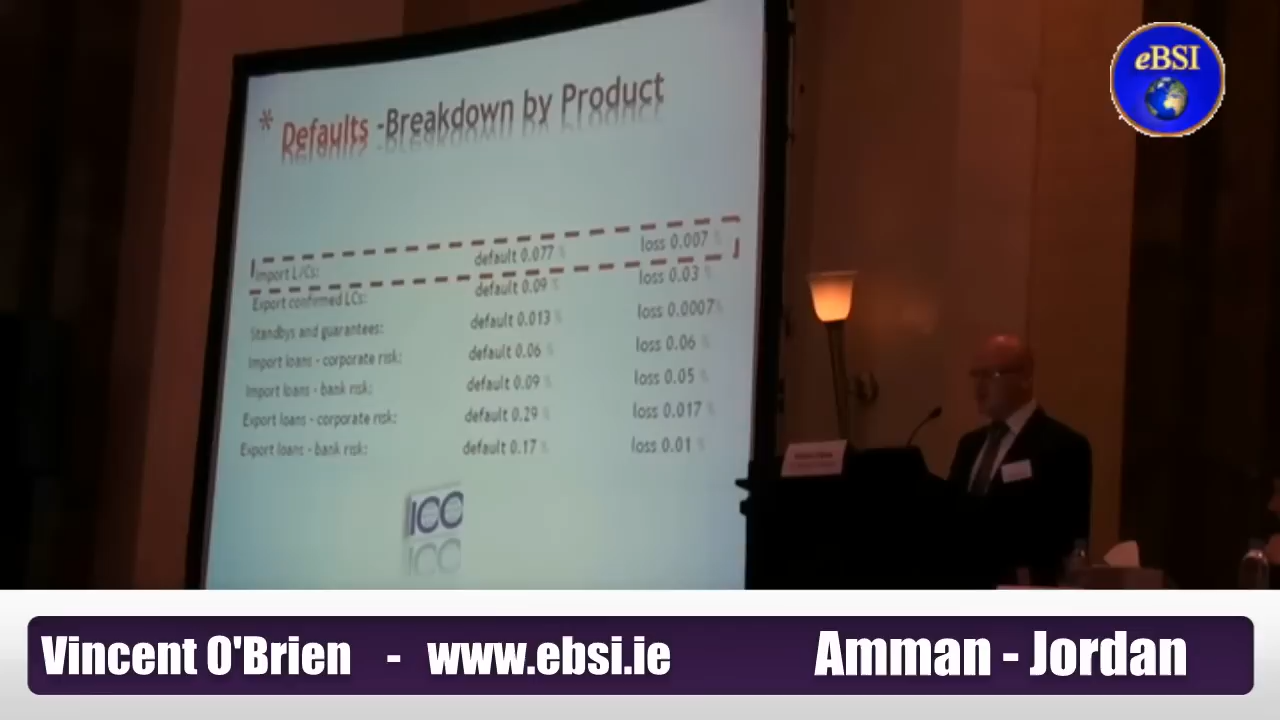 eBSI
* Defaults -Breakdown by Product
Import L/Cs: default 0.077 % loss 0.007 %
Export confirmed LCs: default 0.09 % loss 0.03 %
Standbys and guarantees: default 0.013 % loss 0.0007%
Import loans - corporate risk: default 0.06 % loss 0.06 %
Import loans - bank risk: default 0.09 % loss 0.05 %
Export loans - corporate risk: default 0.29 % loss 0.017 %
Export loans - bank risk: default 0.17 % loss 0.01 %
ICC
Vincent O'Brien - www.ebsi.ie Amman - Jordan